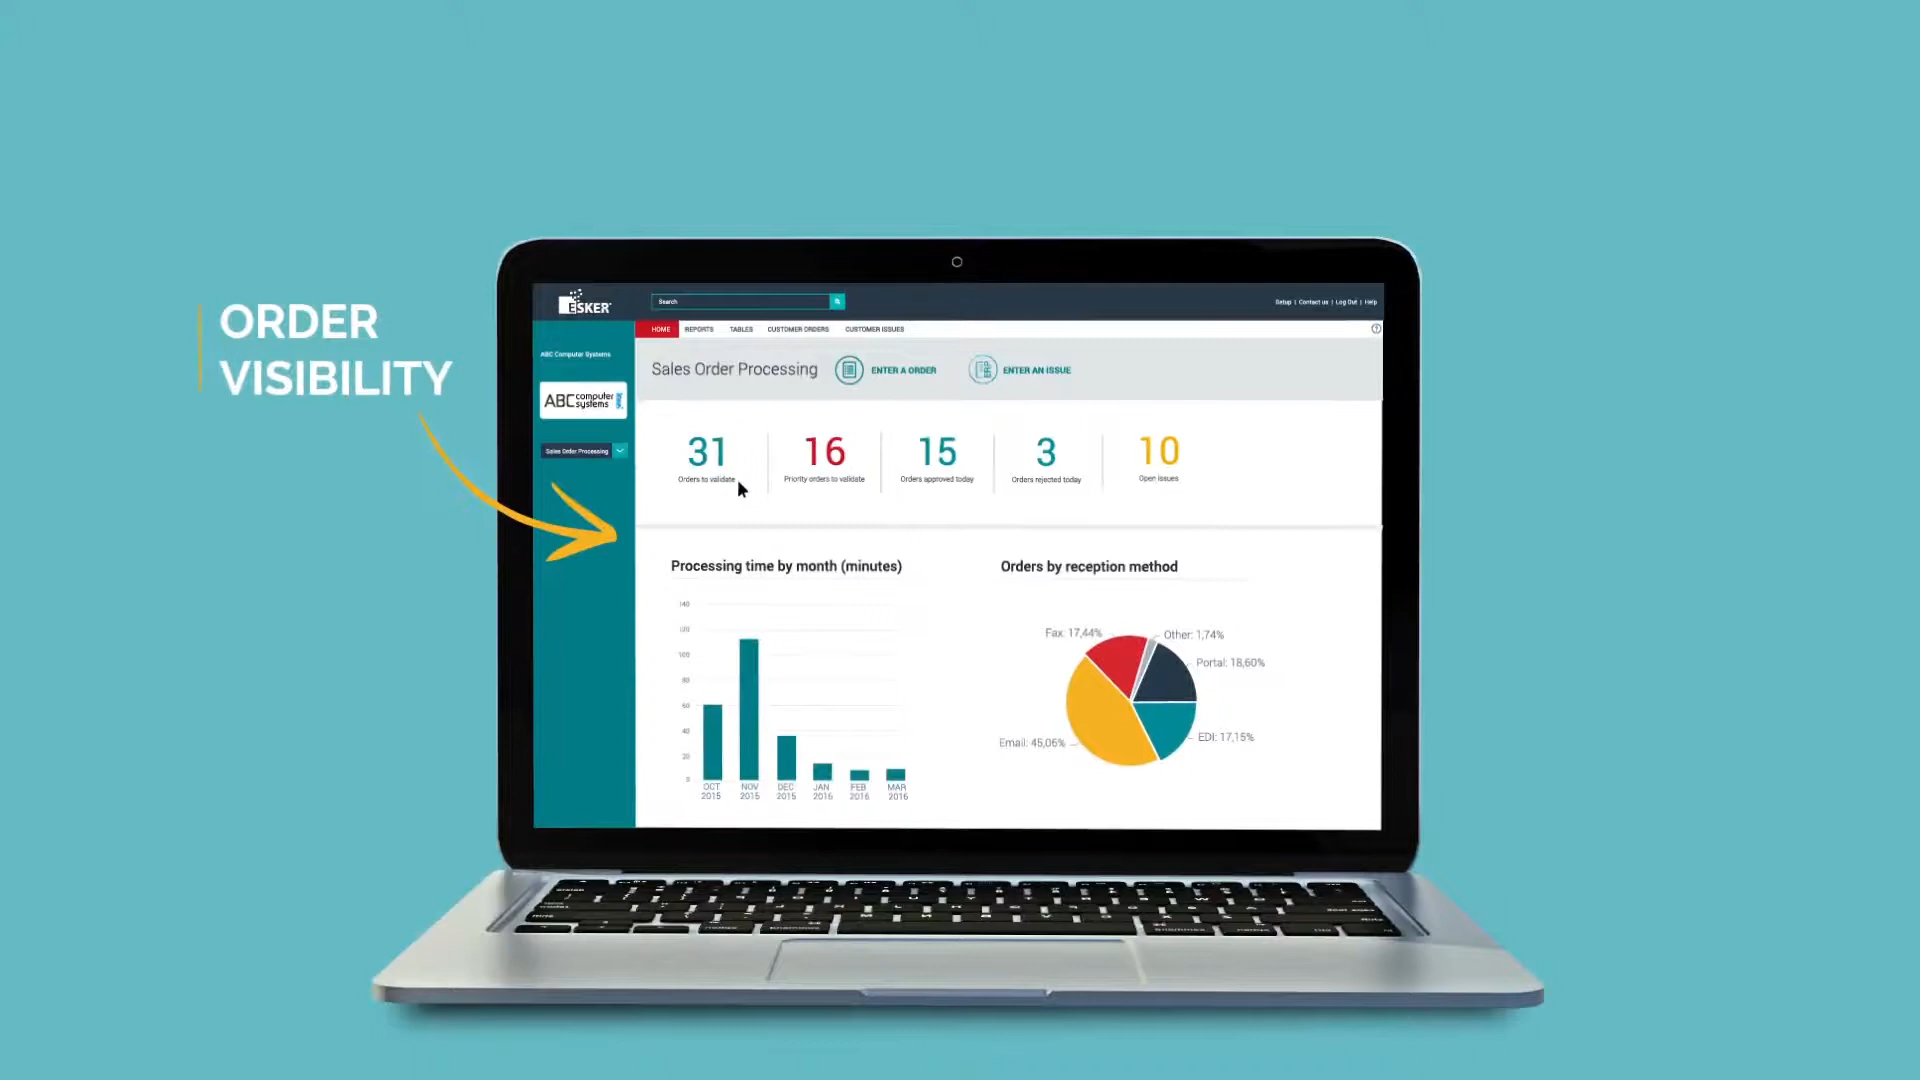 ORDER
VISIBILITY
ESKER
Search
Setup | Contact us | Log Out | Help
HOME REPORTS TABLES CUSTOMER ORDERS CUSTOMER ISSUES
ABC Computer Systems
ABC computer systems
Sales Order Processing
Sales Order Processing
ENTER A ORDER
ERP
ENTER AN ISSUE
31
Orders to validate
16
Priority orders to validate
15
Orders approved today
3
Orders rejected today
10
Open issues
Processing time by month (minutes)
140
120
100
80
60
40
20
0
OCT 2015
NOV 2015
DEC 2015
JAN 2016
FEB 2016
MAR 2016
Orders by reception method
Fax: 17,44%
Other: 1,74%
Portal: 18,60%
Email: 45,06%
EDI: 17,15%